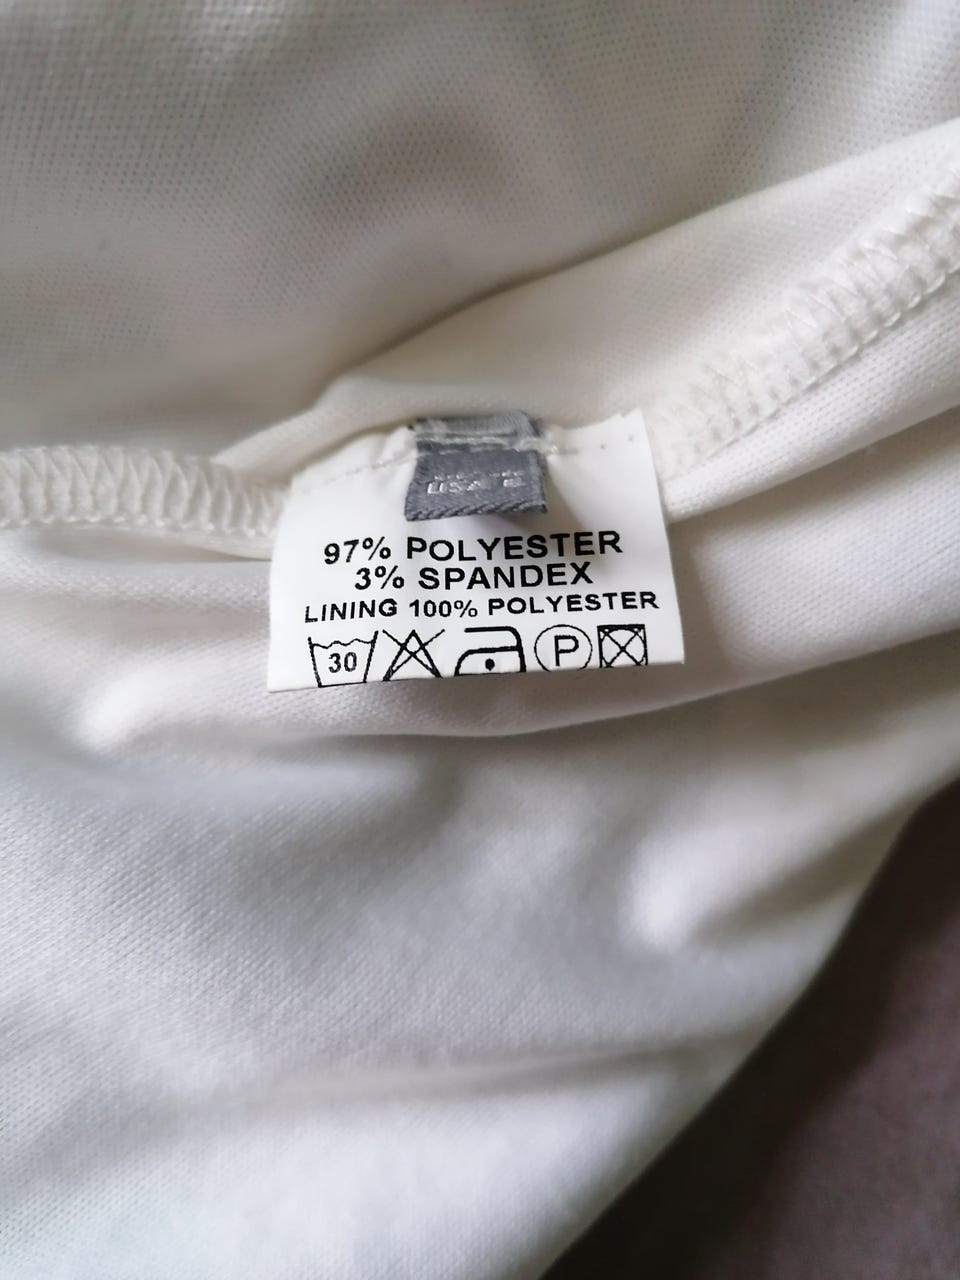 97% POLYESTER
3% SPANDEX
LINING 100% POLYESTER
30 P